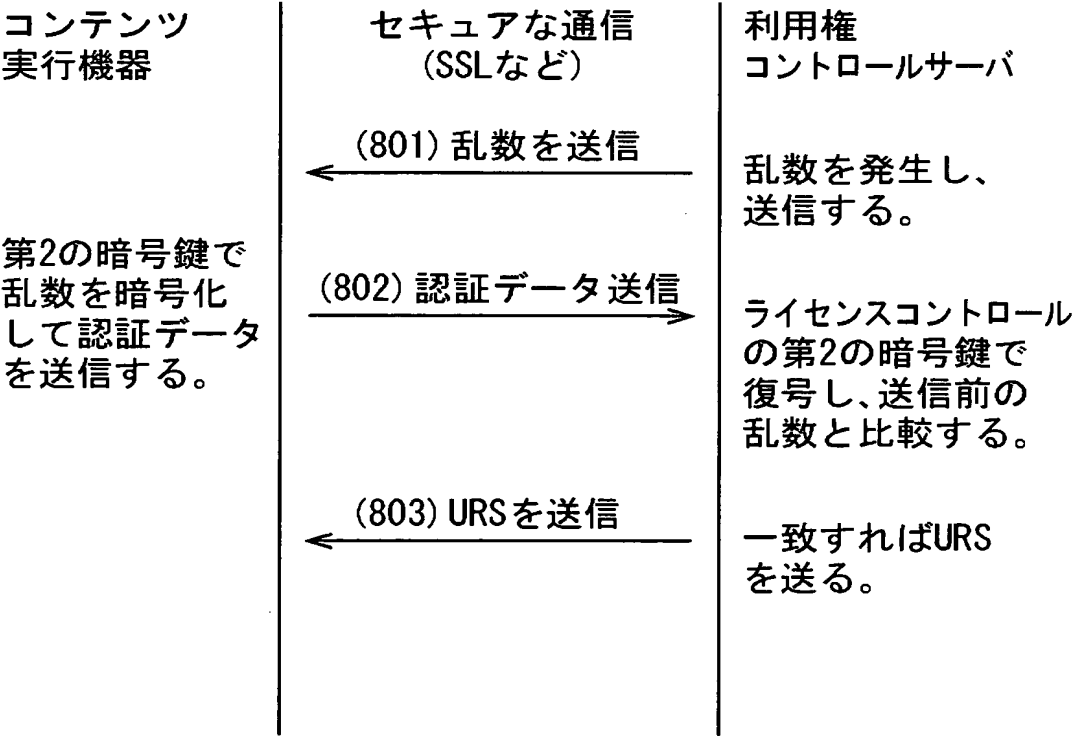 コンテンツ
実行機器
セキュアな通信
(SSLなど)
利用権
コントロールサーバ
(801)乱数を送信
乱数を発生し、
送信する。
第2の暗号鍵で
乱数を暗号化
して認証データ
を送信する。
(802)認証データ送信
ライセンスコントロール
の第2の暗号鍵で
復号し、送信前の
乱数と比較する。
(803)URSを送信
一致すればURS
を送る。